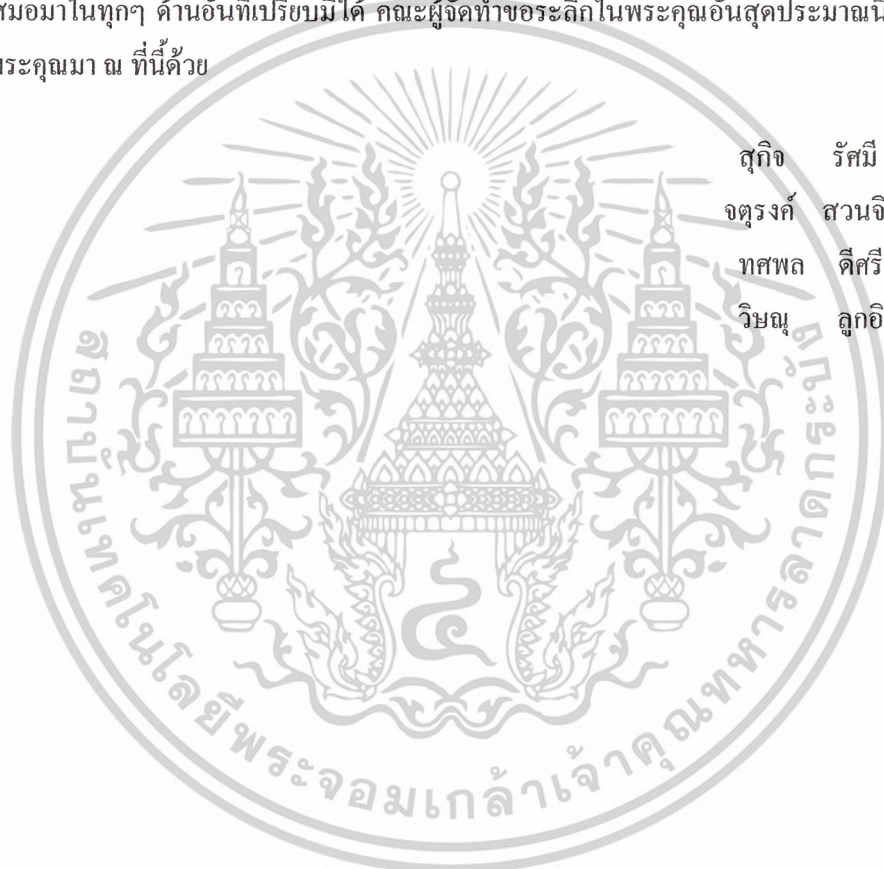 เสมอมาในทุกๆ ด้านอันที่เปรียบมิได้ คณะผู้จัดทำขอระลึกในพระคุณอันสุดประมาณนี้
พระคุณมา ณ ที่นี้ด้วย
สุกิจ รัศมี
จตุรงค์
ทศพล ดีศรี
วิษณุ
สถาบันเทคโนโลยีพระจอมเกล้าเจ้าคุณทหารลาดกระบัง
๔